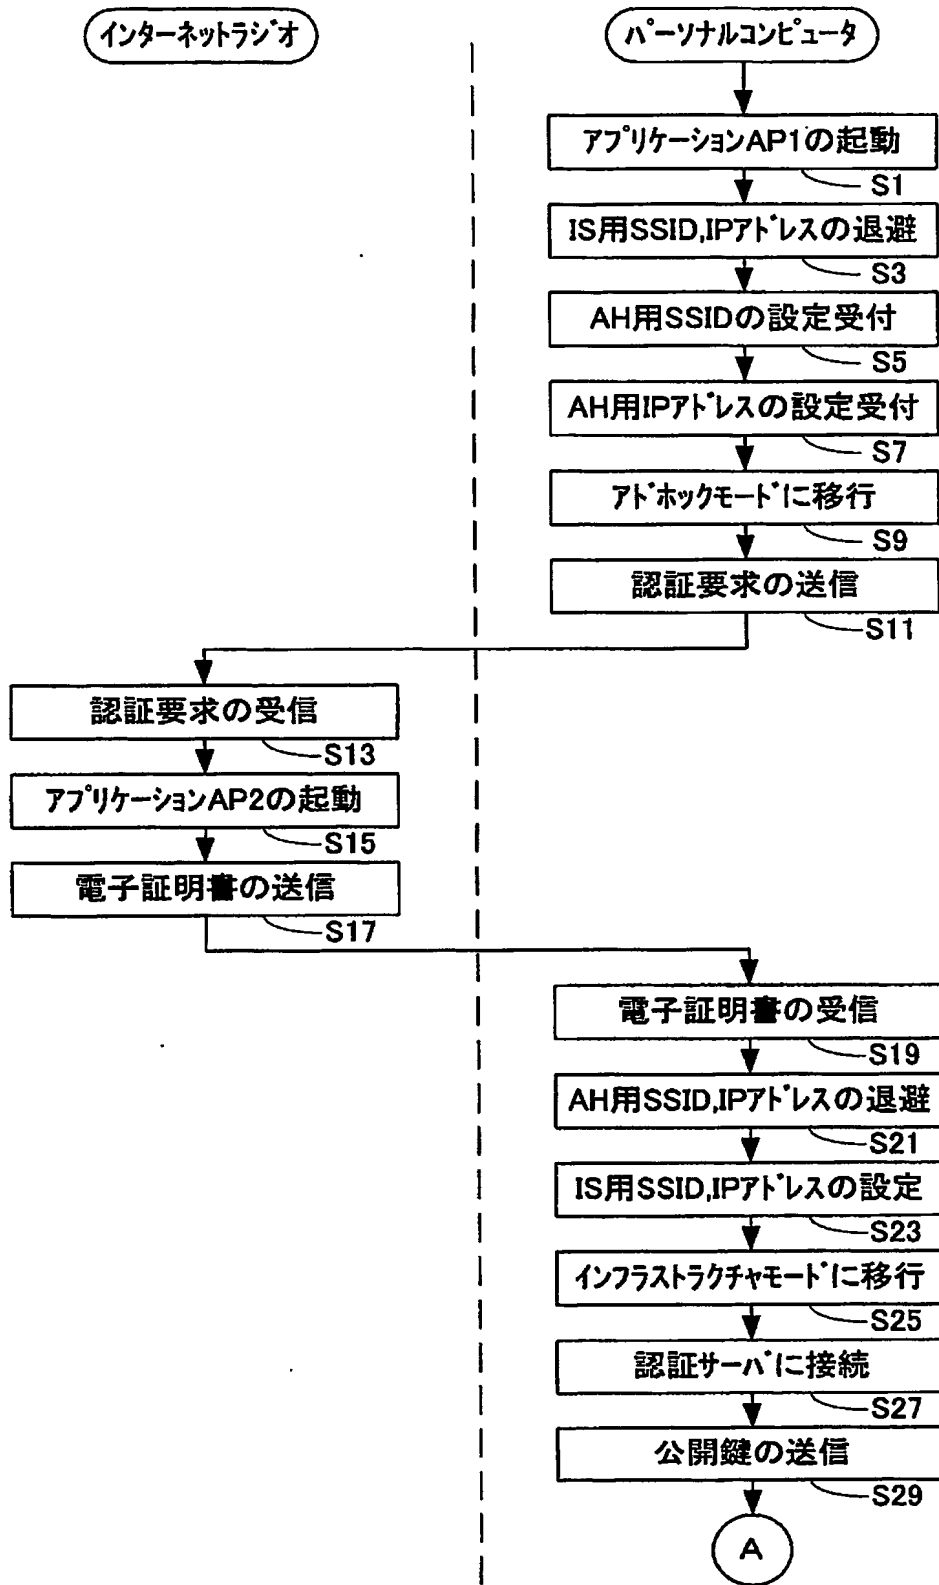 インターネットラジオ
パーソナルコンピュータ
アプリケーションAP1の起動
S1
IS用SSID,IPアドレスの退避
S3
AH用SSIDの設定受付
S5
AH用IPアドレスの設定受付
S7
アドホックモードに移行
S9
認証要求の送信
S11
認証要求の受信
S13
アプリケーションAP2の起動
S15
電子証明書の送信
S17
電子証明書の受信
S19
AH用SSID,IPアドレスの退避
S21
IS用SSID,IPアドレスの設定
S23
インフラストラクチャモードに移行
S25
認証サーバに接続
S27
公開鍵の送信
S29
A